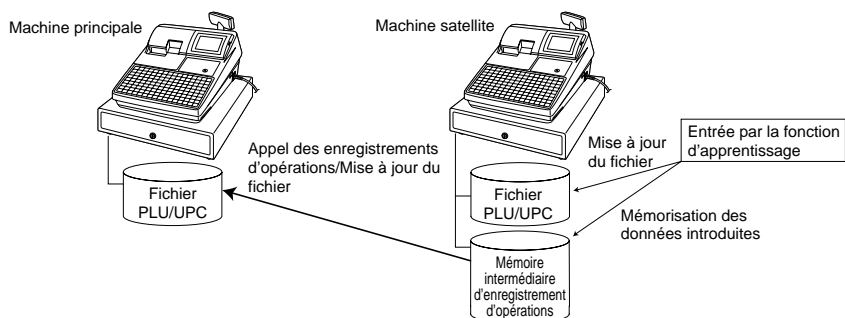 Machine principale
Machine satellite
Appel des enregistrements
d'opérations/Mise à jour du
fichier
Mise à jour
du fichier
Entrée par la fonction
d'apprentissage
Fichier
PLU/UPC
Fichier
PLU/UPC
Mémorisation des
données introduites
Mémoire
intermédiaire
d'enregistrement
d'opérations